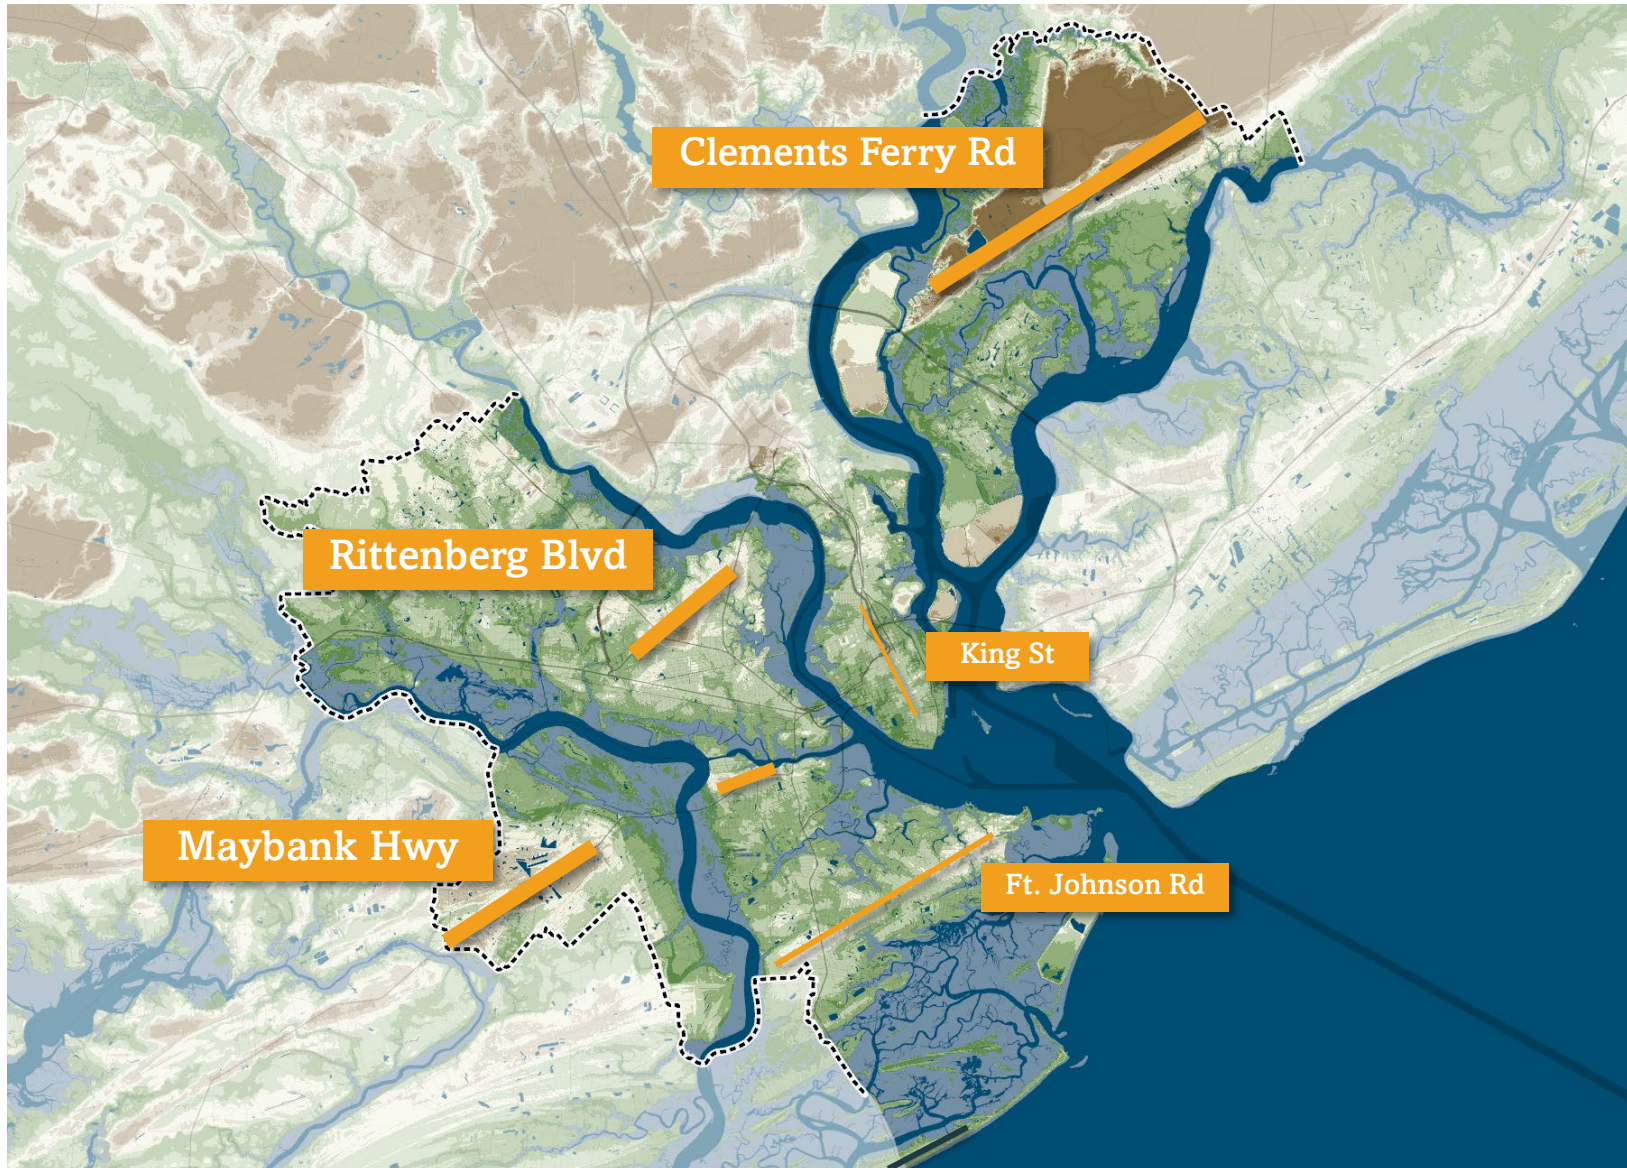 Clements Ferry Rd
Rittenberg Blvd
King St
Maybank Hwy
Ft. Johnson Rd